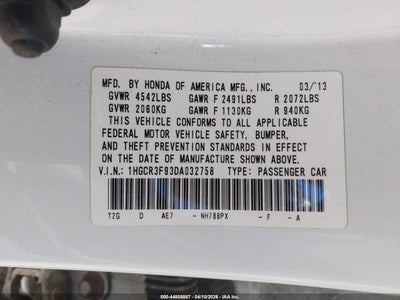 MFD. BY HONDA OF AMERICA MFG., INC. 03/'13
GVWR 4542LBS GAWR F 2491LBS R 2072LBS
GVWR 2060KG GAWR F 1130KG R 940KG
THIS VEHICLE CONFORMS TO ALL APPLICABLE
FEDERAL MOTOR VEHICLE SAFETY, BUMPER,
AND THEFT PREVENTION STANDARDS IN EFFECT
ON THE DATE OF MANUFACTURE SHOWN ABOVE.
V.I.N.: 1HGCR3F93DA032758 TYPE: PASSENGER CAR
T2G D AE7 - NH788PX - F - A
000-44808887 - 04/10/2026 - IAAI.COM